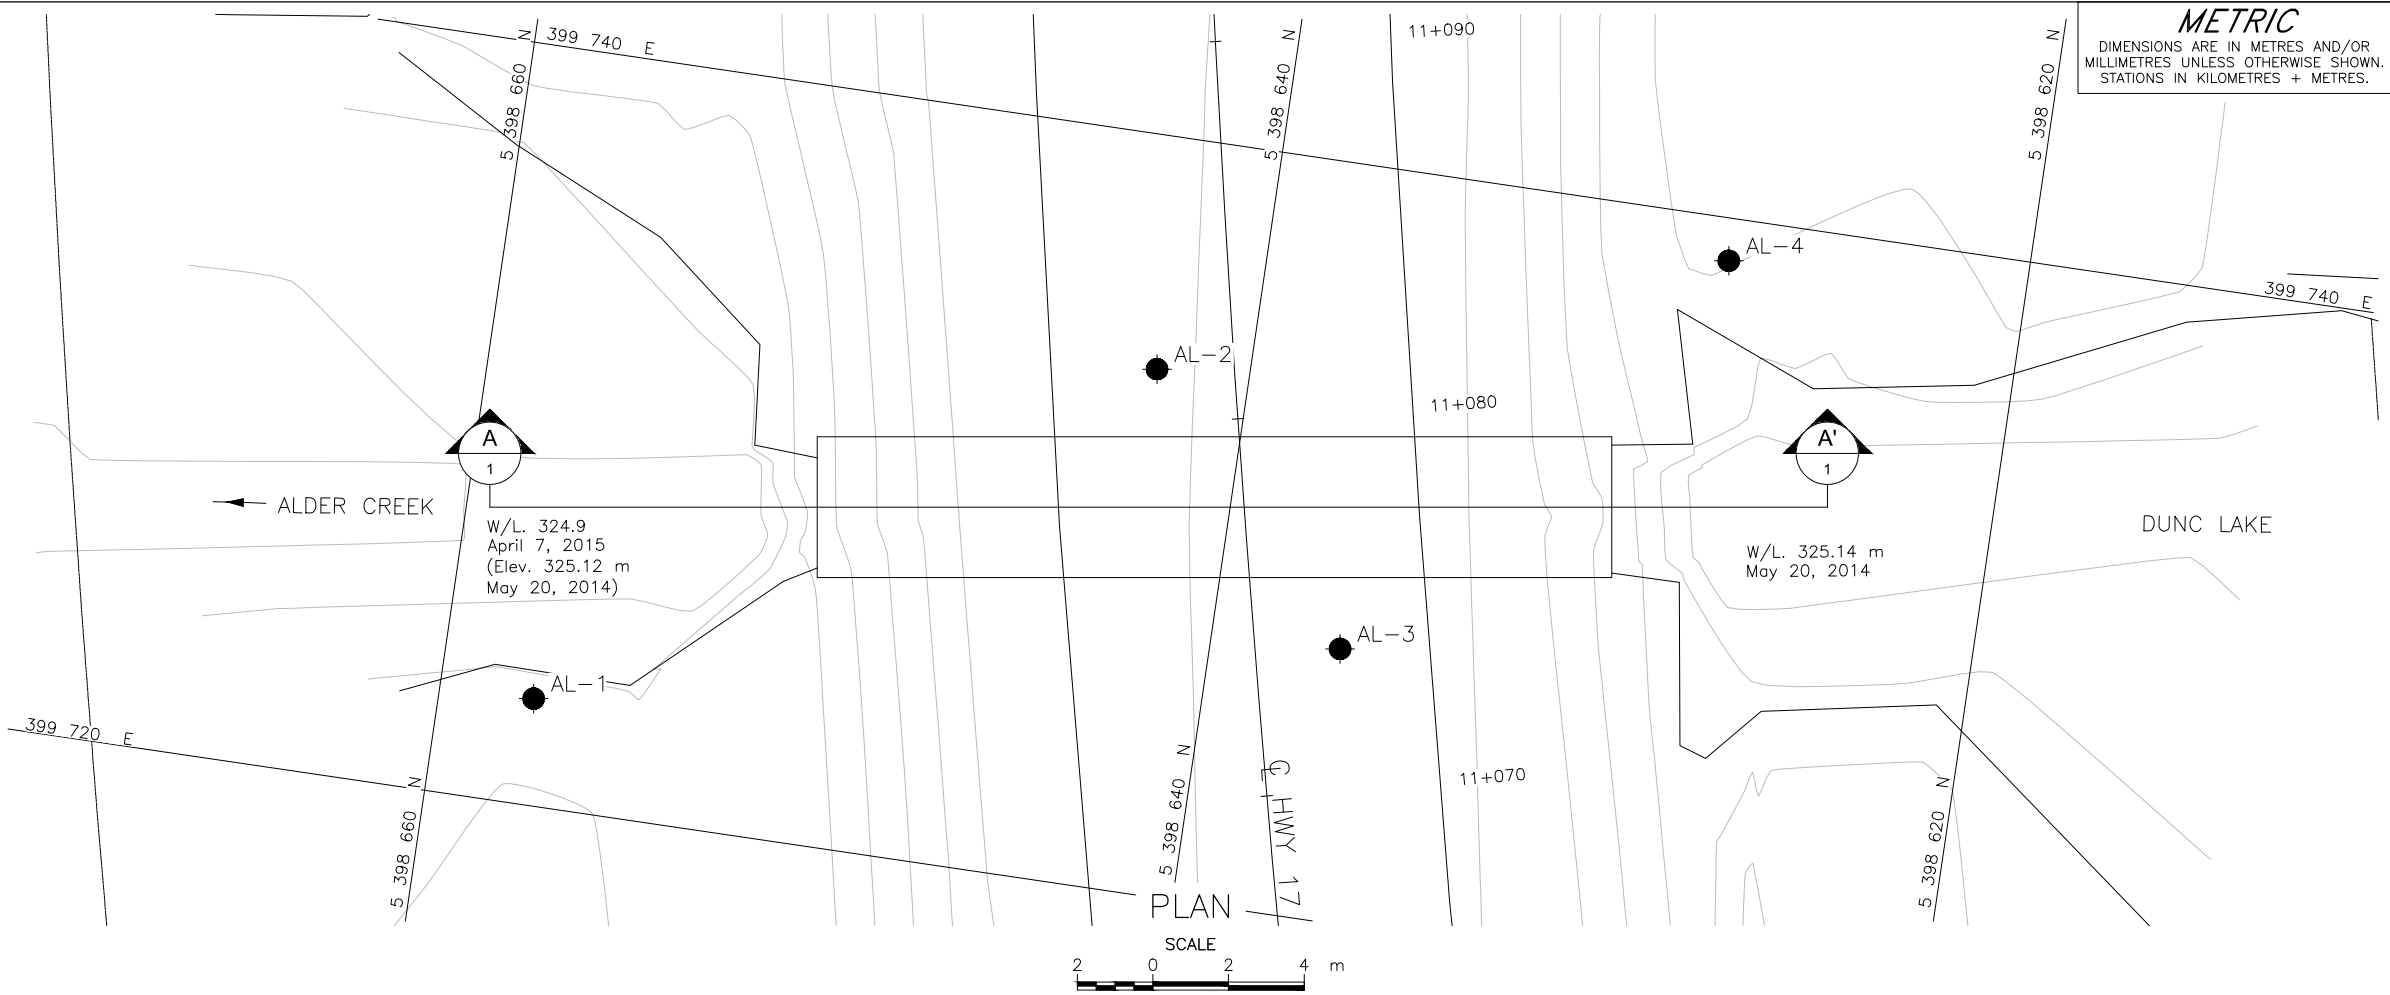 METRIC
DIMENSIONS ARE IN METRES AND/OR
MILLIMETRES UNLESS OTHERWISE SHOWN.
STATIONS IN KILOMETRES + METRES.
399 740 E
5 398 660 N
5 398 640 N
11+090
5 398 620 N
AL-4
399 740 E
AL-2
11+080
A
1
A'
1
ALDER CREEK
W/L. 324.9
April 7, 2015
(Elev. 325.12 m
May 20, 2014)
DUNC LAKE
W/L. 325.14 m
May 20, 2014
AL-3
AL-1
399 720 E
5 398 660 N
5 398 640 N
CL HWY 17
11+070
5 398 620 N
PLAN
SCALE
2 0 2 4 m